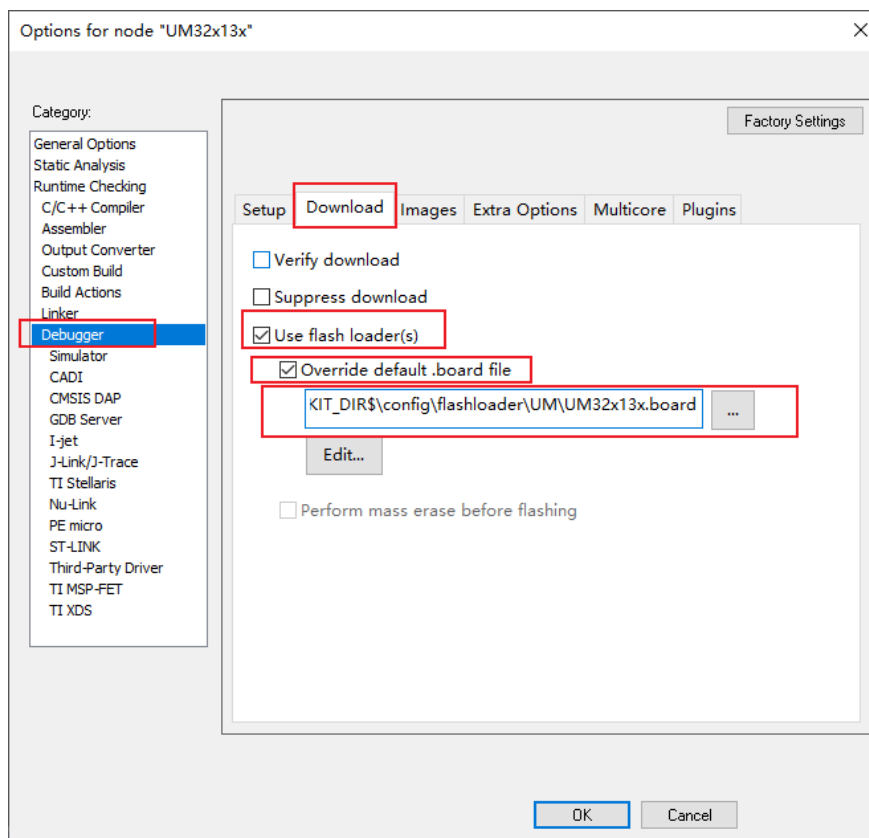 Options for node "UM32x13x"
Category:
Factory Settings
General Options
Static Analysis
Runtime Checking
C/C++ Compiler
Assembler
Output Converter
Custom Build
Build Actions
Linker
Debugger
Simulator
CADI
CMSIS DAP
GDB Server
I-jet
J-Link/J-Trace
TI Stellaris
Nu-Link
PE micro
ST-LINK
Third-Party Driver
TI MSP-FET
TI XDS
Setup Download Images Extra Options Multicore Plugins
Verify download
Suppress download
Use flash loader(s)
Override default .board file
KIT_DIR$\config\flashloader\UM\UM32x13x.board ...
Edit...
Perform mass erase before flashing
OK Cancel